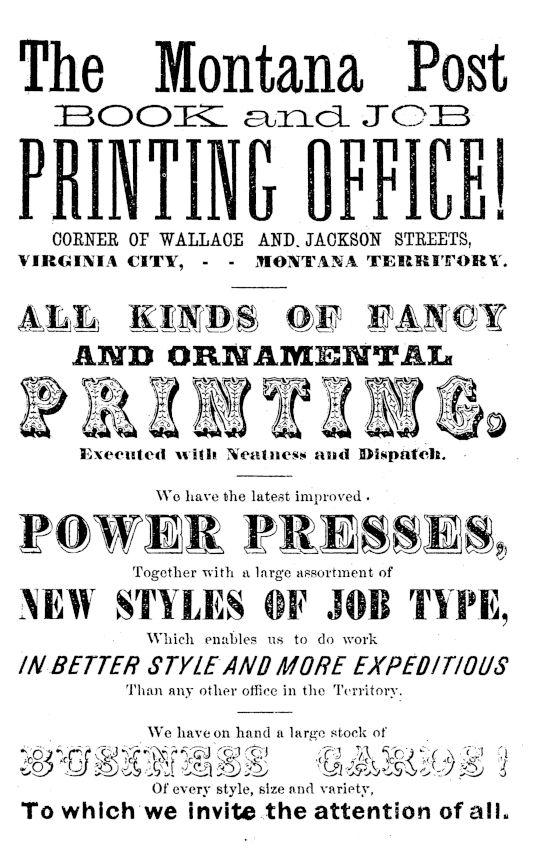 The Montana Post
BOOK and JOB
PRINTING OFFICE!
CORNER OF WALLACE AND JACKSON STREETS,
VIRGINIA CITY, - - MONTANA TERRITORY.
ALL KINDS OF FANCY
AND ORNAMENTAL
PRINTING,
Executed with Neatness and Dispatch.
We have the latest improved
POWER PRESSES,
Together with a large assortment of
NEW STYLES OF JOB TYPE,
Which enables us to do work
IN BETTER STYLE AND MORE EXPEDITIOUS
Than any other office in the Territory.
We have on hand a large stock of
BUSINESS CARDS!
Of every style, size and variety,
To which we invite the attention of all.